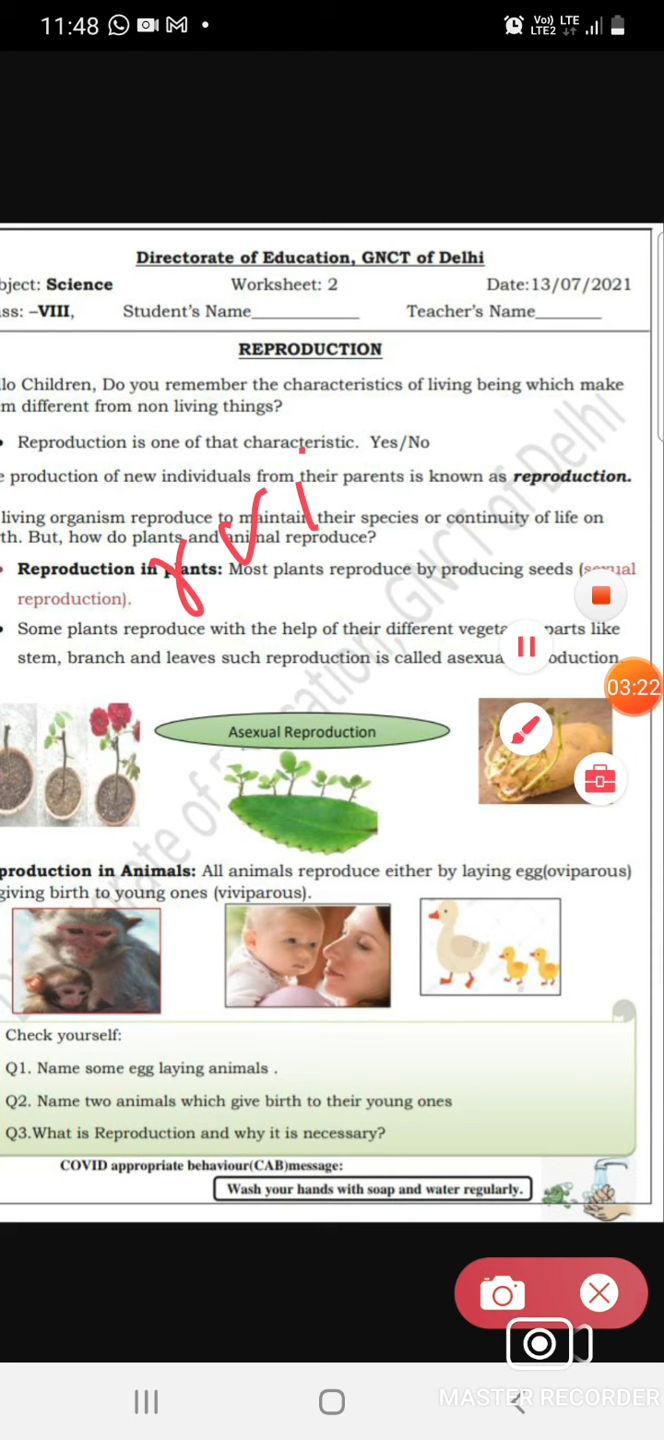 11:48
Vo)) LTE
LTE2
Directorate of Education, GNCT of Delhi
bject: Science Worksheet: 2 Date:13/07/2021
ass: –VIII, Student's Name____________ Teacher's Name_______
REPRODUCTION
llo Children, Do you remember the characteristics of living being which make
m different from non living things?
• Reproduction is one of that characteristic. Yes/No
e production of new individuals from their parents is known as reproduction.
living organism reproduce to maintain their species or continuity of life on
th. But, how do plants and animal reproduce?
• Reproduction in plants: Most plants reproduce by producing seeds (sexual
reproduction).
• Some plants reproduce with the help of their different vegeta parts like
stem, branch and leaves such reproduction is called asexua oduction
03:22
Asexual Reproduction
production in Animals: All animals reproduce either by laying egg(oviparous)
giving birth to young ones (viviparous).
Check yourself:
Q1. Name some egg laying animals .
Q2. Name two animals which give birth to their young ones
Q3.What is Reproduction and why it is necessary?
COVID appropriate behaviour(CAB)message:
Wash your hands with soap and water regularly.
MASTER RECORDER